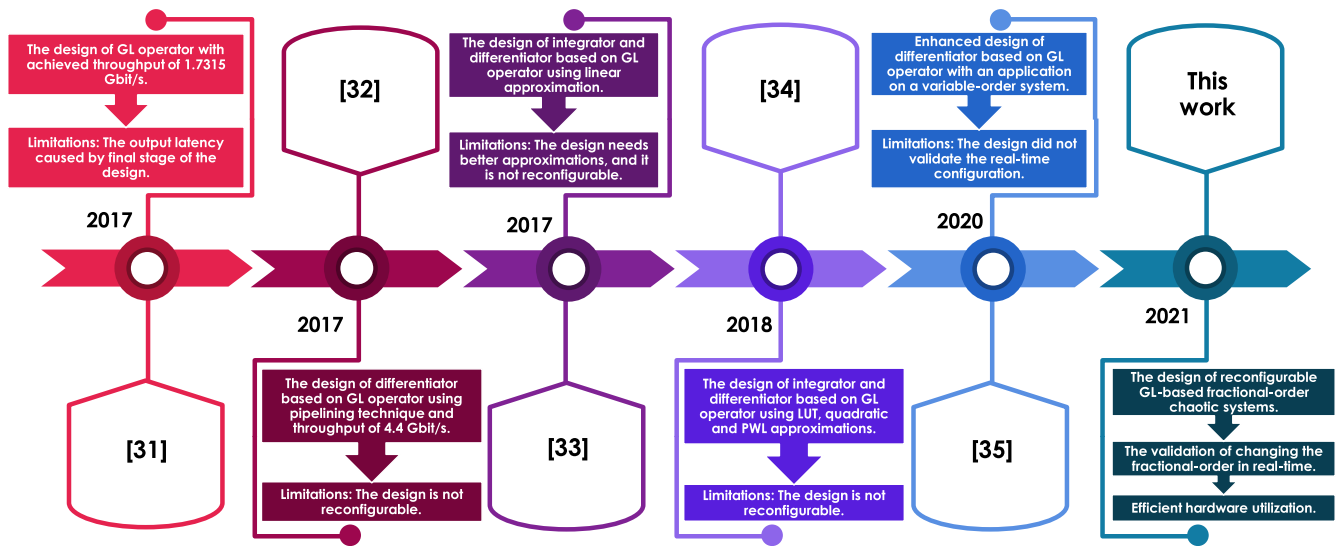 The design of GL operator with
achieved throughput of 1.7315
Gbit/s.
Limitations: The output latency
caused by final stage of the
design.
2017
[31]
[32]
2017
The design of differentiator
based on GL operator using
pipelining technique and
throughput of 4.4 Gbit/s.
Limitations: The design is not
reconfigurable.
The design of integrator and
differentiator based on GL
operator using linear
approximation.
Limitations: The design needs
better approximations, and it
is not reconfigurable.
2017
[33]
[34]
2018
The design of integrator and
differentiator based on GL
operator using LUT, quadratic
and PWL approximations.
Limitations: The design is not
reconfigurable.
Enhanced design of
differentiator based on GL
operator with an application
on a variable-order system.
Limitations: The design did not
validate the real-time
configuration.
2020
[35]
This
work
2021
The design of reconfigurable
GL-based fractional-order
chaotic systems.
The validation of changing the
fractional-order in real-time.
Efficient hardware utilization.